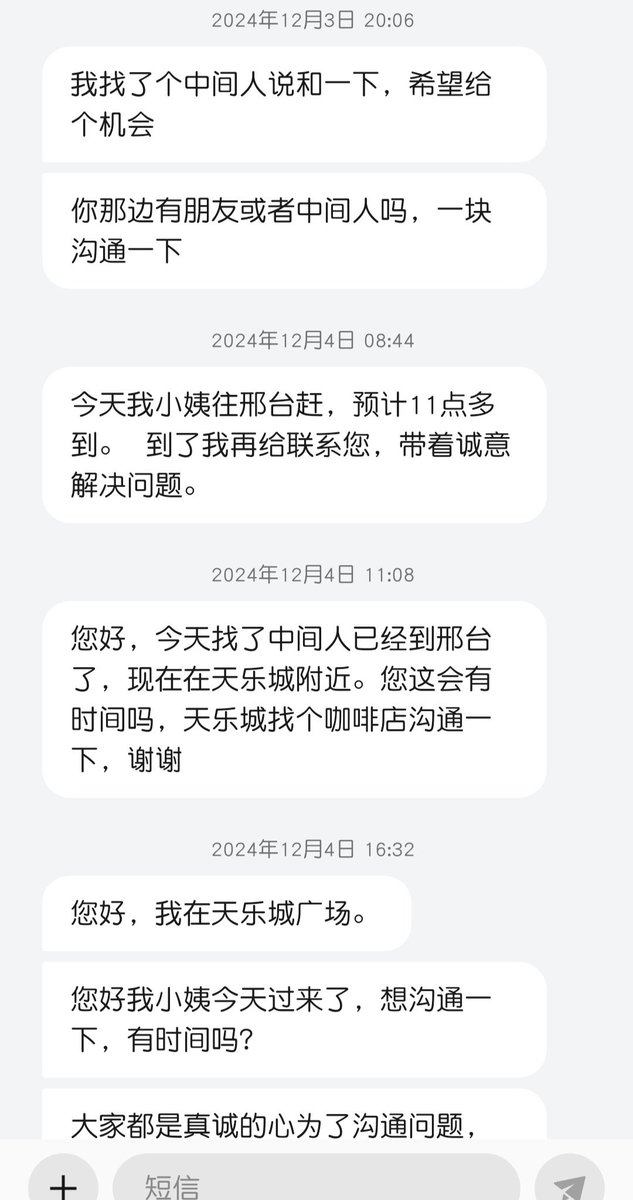 2024年12月3日 20:06
我找了个中间人说和一下，希望给
个机会
你那边有朋友或者中间人吗，一块
沟通一下
2024年12月4日 08:44
今天我小姨往邢台赶，预计11点多
到。 到了我再给联系您，带着诚意
解决问题。
2024年12月4日 11:08
您好，今天找了中间人已经到邢台
了，现在在天乐城附近。您这会有
时间吗，天乐城找个咖啡店沟通一
下，谢谢
2024年12月4日 16:32
您好，我在天乐城广场。
您好我小姨今天过来了，想沟通一
下，有时间吗？
大家都是真诚的心为了沟通问题，
短信